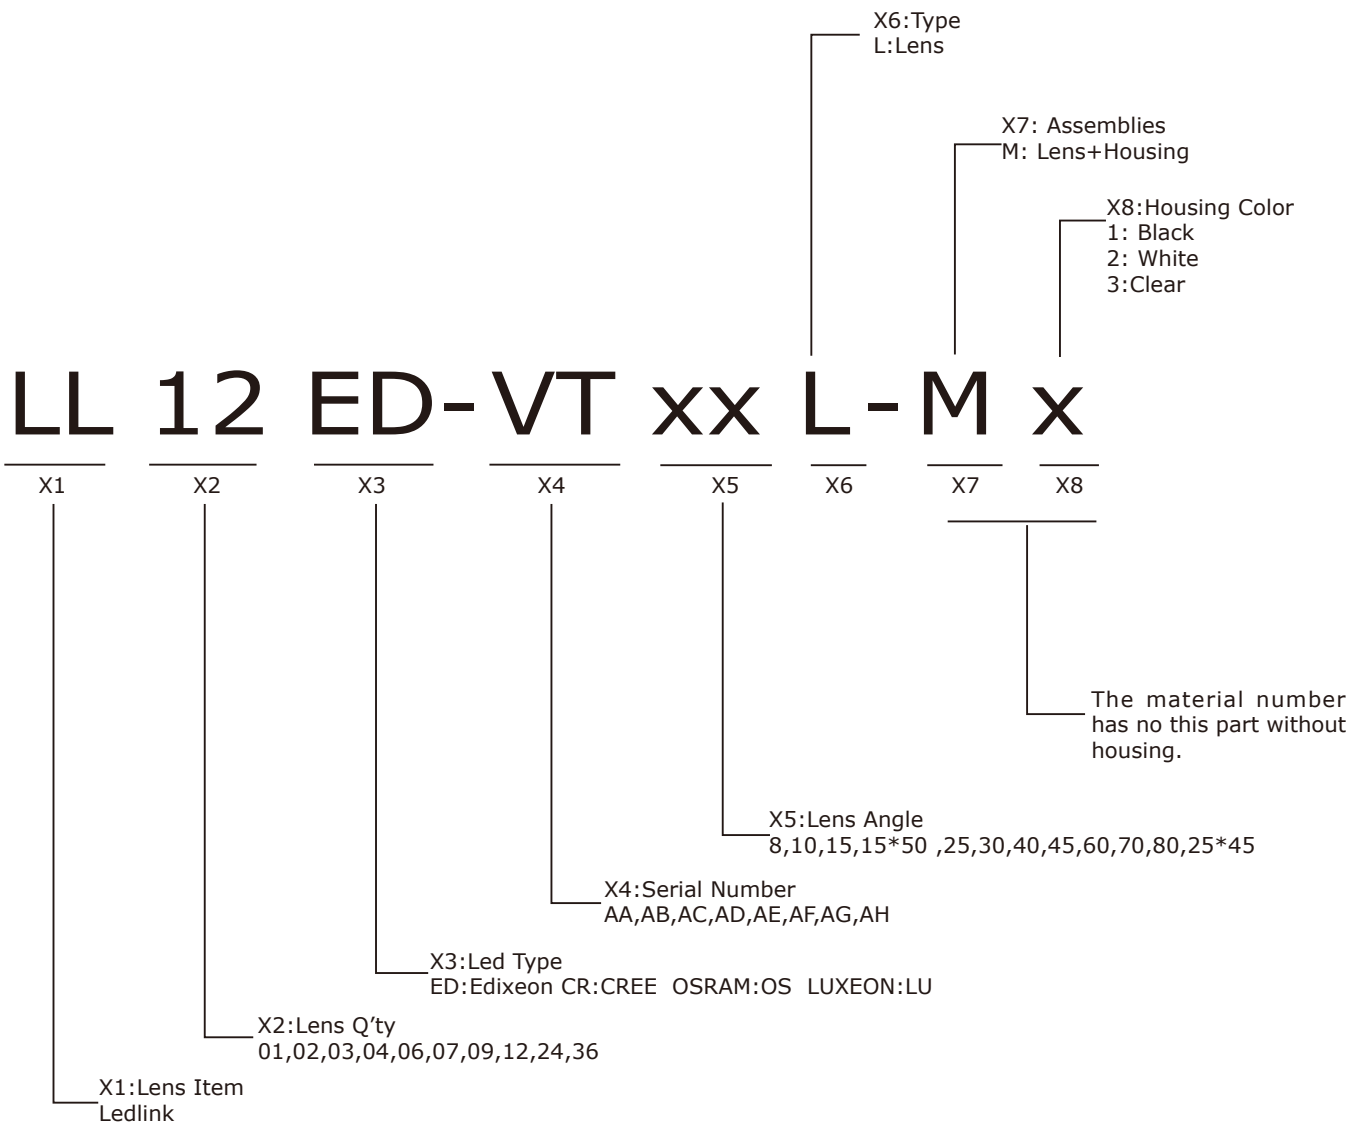 X6:Type
L:Lens
X7: Assemblies
M: Lens+Housing
X8:Housing Color
1: Black
2: White
3:Clear
LL 12 ED-VT xx L-M x
X1 X2 X3 X4 X5 X6 X7 X8
The material number
has no this part without
housing.
X5:Lens Angle
8,10,15,15*50 ,25,30,40,45,60,70,80,25*45
X4:Serial Number
AA,AB,AC,AD,AE,AF,AG,AH
X3:Led Type
ED:Edixeon CR:CREE OSRAM:OS LUXEON:LU
X2:Lens Q’ty
01,02,03,04,06,07,09,12,24,36
X1:Lens Item
Ledlink